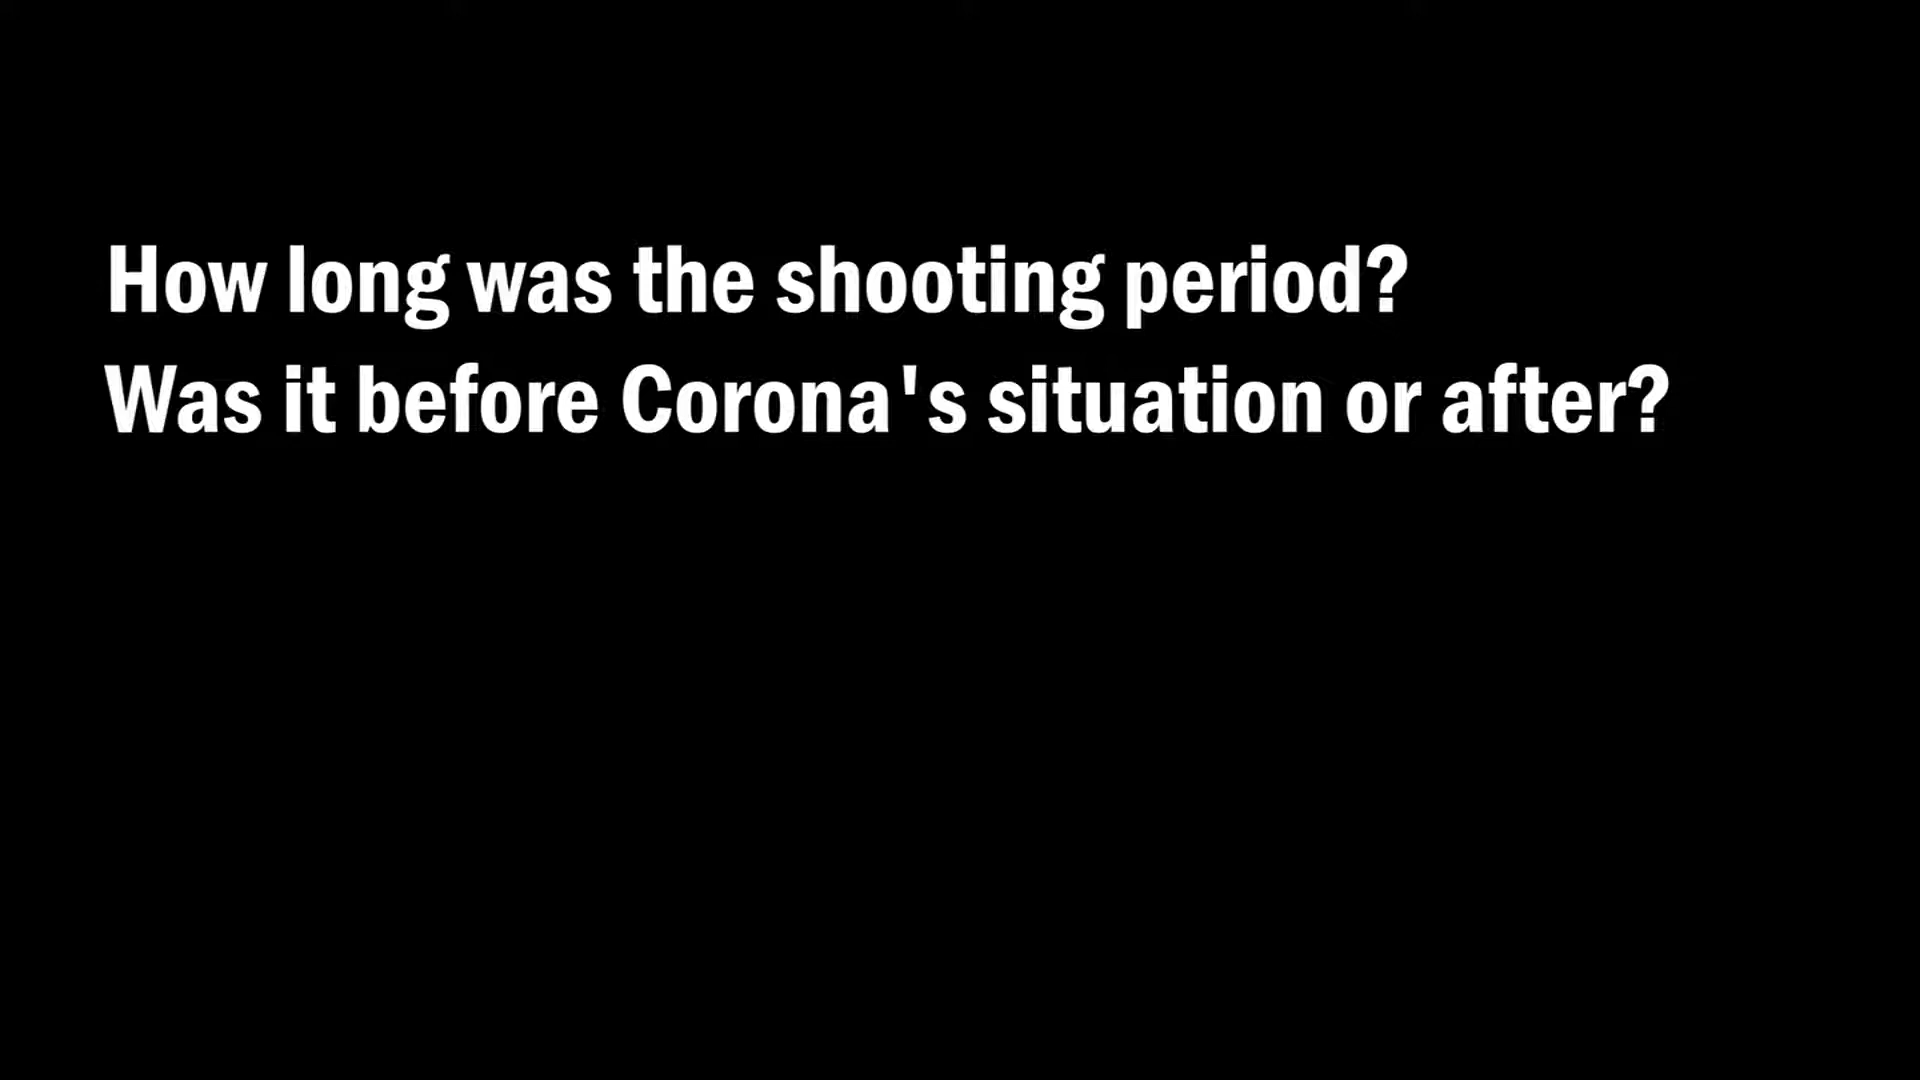 How long was the shooting period?
Was it before Corona's situation or after?